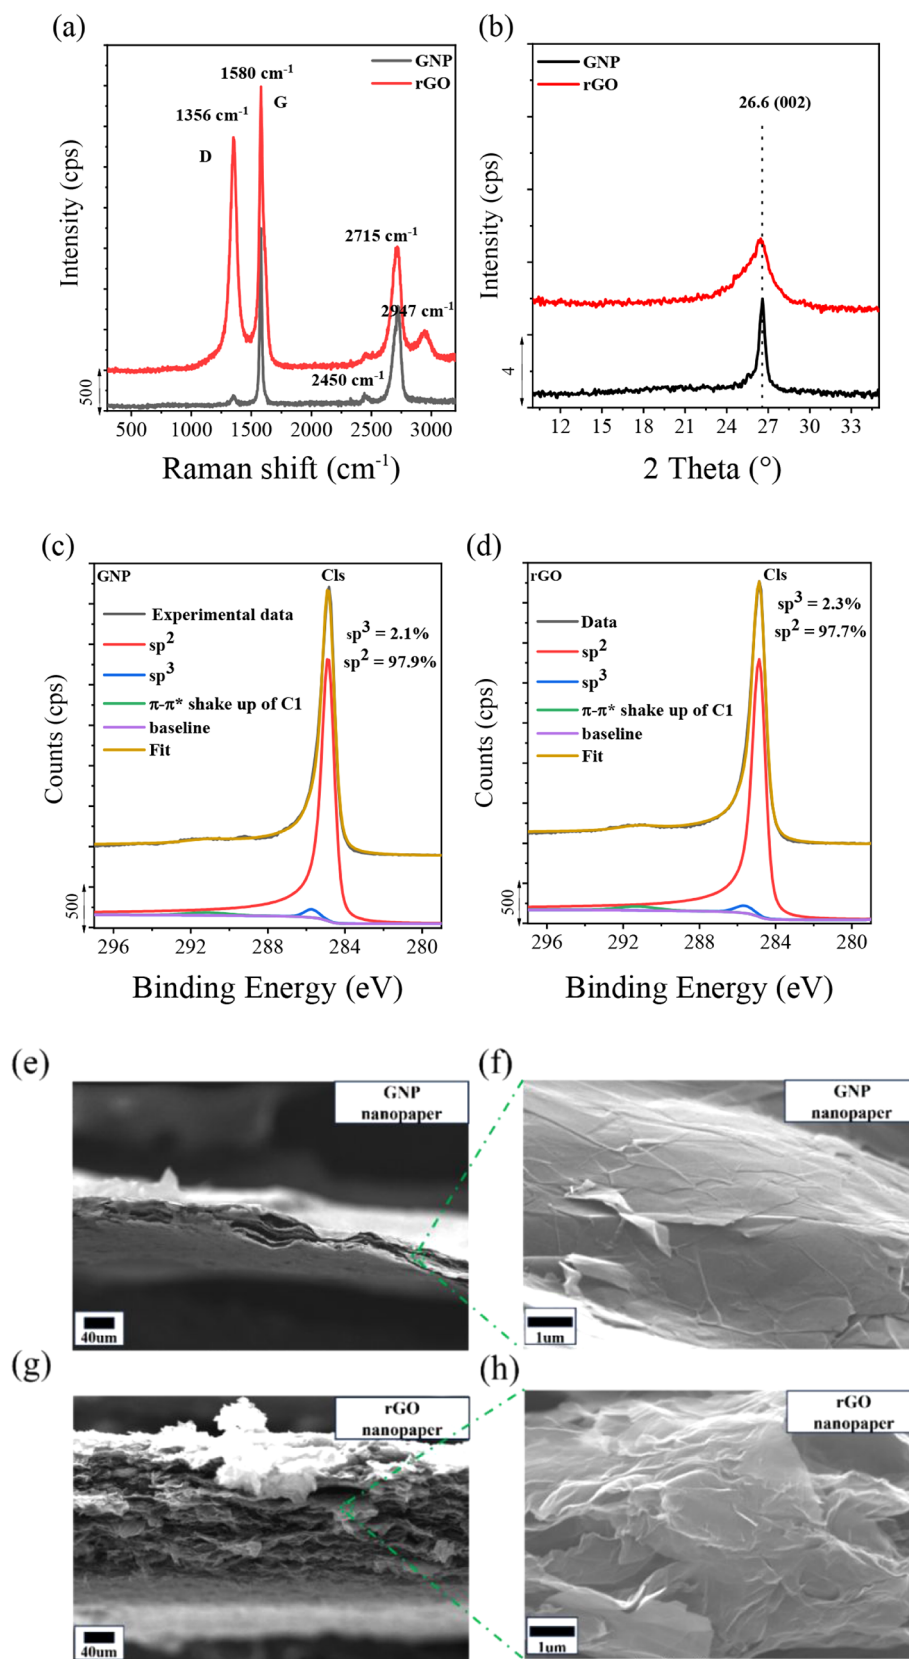 (a)
GNP
rGO
1580 cm-1
G
1356 cm-1
D
2715 cm-1
2947 cm-1
2450 cm-1
Intensity (cps)
500
500 1000 1500 2000 2500 3000
Raman shift (cm-1)
(b)
GNP
rGO
26.6 (002)
Intensity (cps)
4
12 15 18 21 24 27 30 33
2 Theta (°)
(c)
GNP
Cls
Experimental data
sp2
sp3
π-π* shake up of C1
baseline
Fit
sp3 = 2.1%
sp2 = 97.9%
Counts (cps)
500
296 292 288 284 280
Binding Energy (eV)
(d)
rGO
Cls
Data
sp2
sp3
π-π* shake up of C1
baseline
Fit
sp3 = 2.3%
sp2 = 97.7%
Counts (cps)
500
296 292 288 284 280
Binding Energy (eV)
(e)
GNP
nanopaper
40um
(f)
GNP
nanopaper
1um
(g)
rGO
nanopaper
40um
(h)
rGO
nanopaper
1um